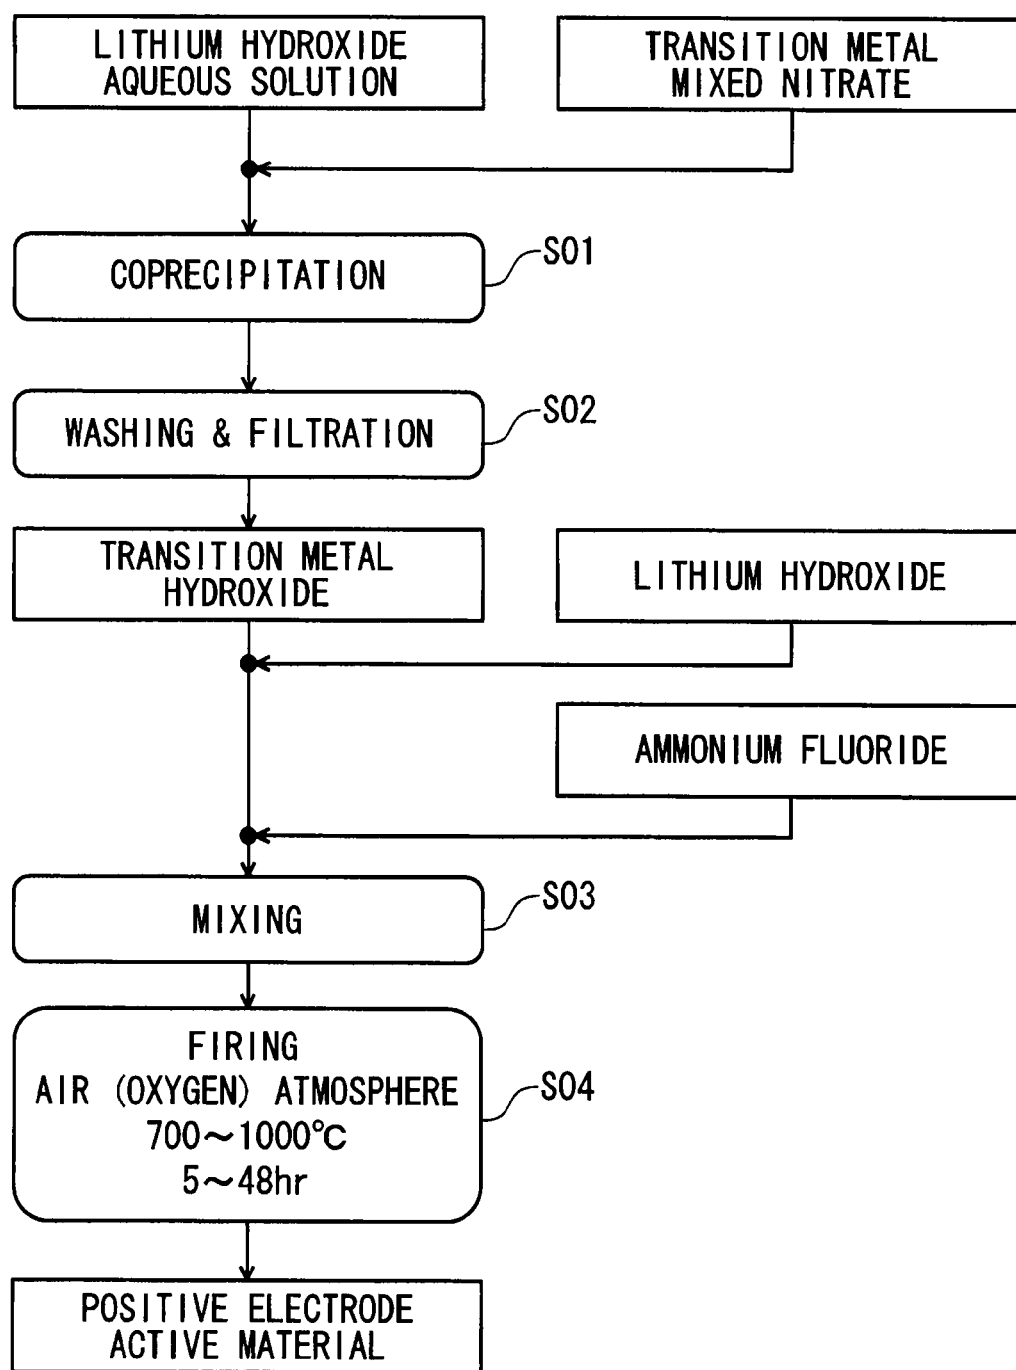 LITHIUM HYDROXIDE
AQUEOUS SOLUTION
TRANSITION METAL
MIXED NITRATE
COPRECIPITATION
S01
WASHING & FILTRATION
S02
TRANSITION METAL
HYDROXIDE
LITHIUM HYDROXIDE
AMMONIUM FLUORIDE
MIXING
S03
FIRING
AIR (OXYGEN) ATMOSPHERE
700～1000℃
5～48hr
S04
POSITIVE ELECTRODE
ACTIVE MATERIAL